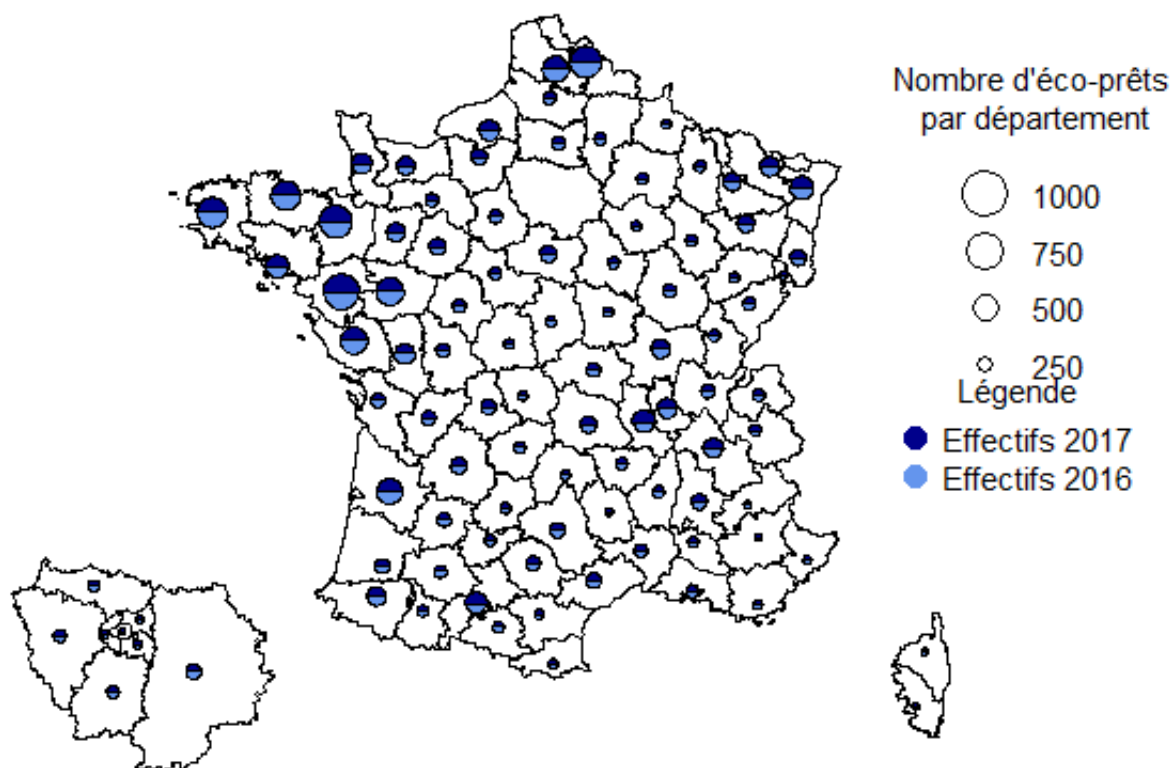 Nombre d'éco-prêts
par département
1000
750
500
250
Légende
Effectifs 2017
Effectifs 2016